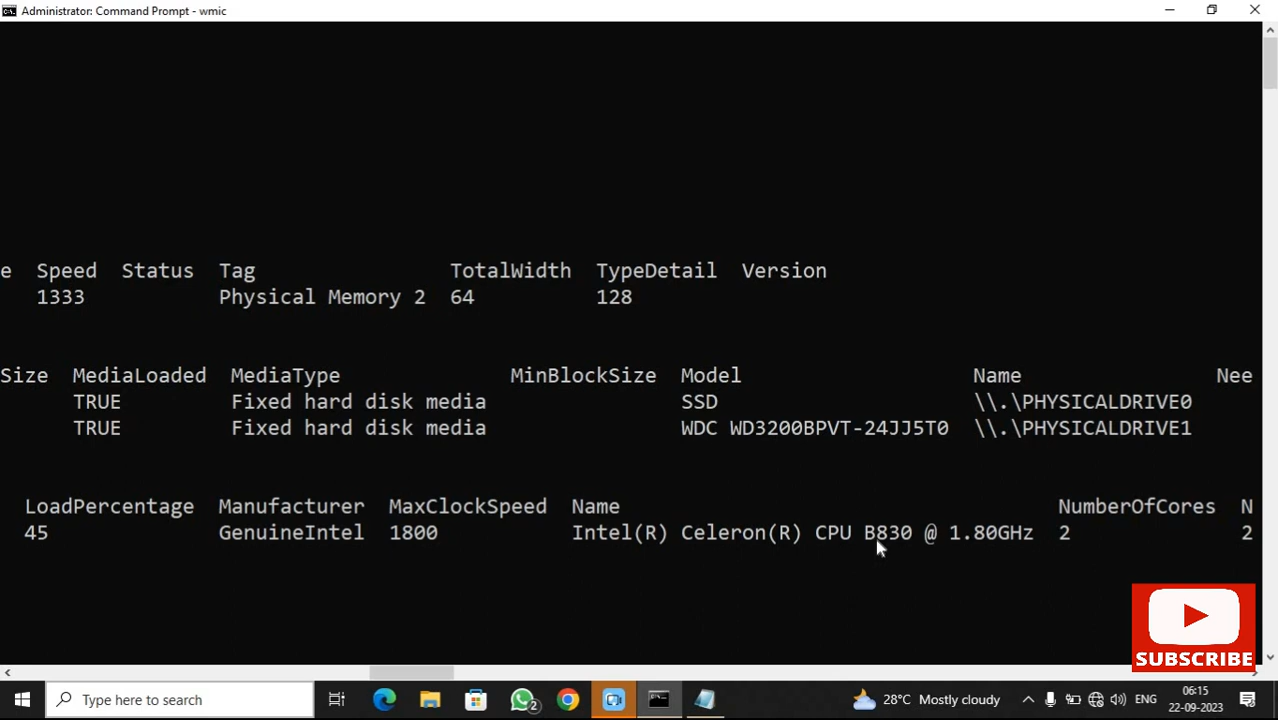 Administrator: Command Prompt - wmic
e Speed Status Tag TotalWidth TypeDetail Version
1333 Physical Memory 2 64 128
Size MediaLoaded MediaType MinBlockSize Model Name Nee
TRUE Fixed hard disk media SSD \\.\PHYSICALDRIVE0
TRUE Fixed hard disk media WDC WD3200BPVT-24JJ5T0 \\.\PHYSICALDRIVE1
LoadPercentage Manufacturer MaxClockSpeed Name NumberOfCores N
45 GenuineIntel 1800 Intel(R) Celeron(R) CPU B830 @ 1.80GHz 2 2
SUBSCRIBE
Type here to search 2 28°C Mostly cloudy ENG 06:15
22-09-2023